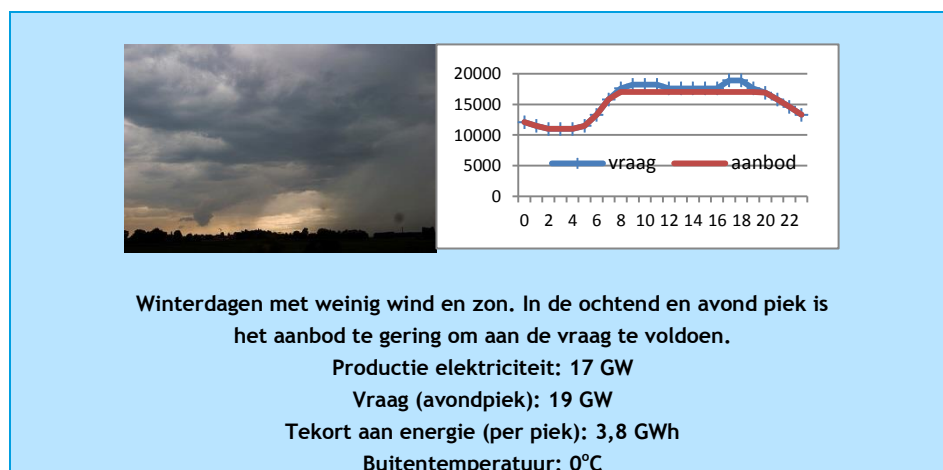 20000
15000
10000
5000
0
vraag aanbod
0 2 4 6 8 10 12 14 16 18 20 22
Winterdagen met weinig wind en zon. In de ochtend en avond piek is
het aanbod te gering om aan de vraag te voldoen.
Productie elektriciteit: 17 GW
Vraag (avondpiek): 19 GW
Tekort aan energie (per piek): 3,8 GWh
Buitentemperatuur: 0°C